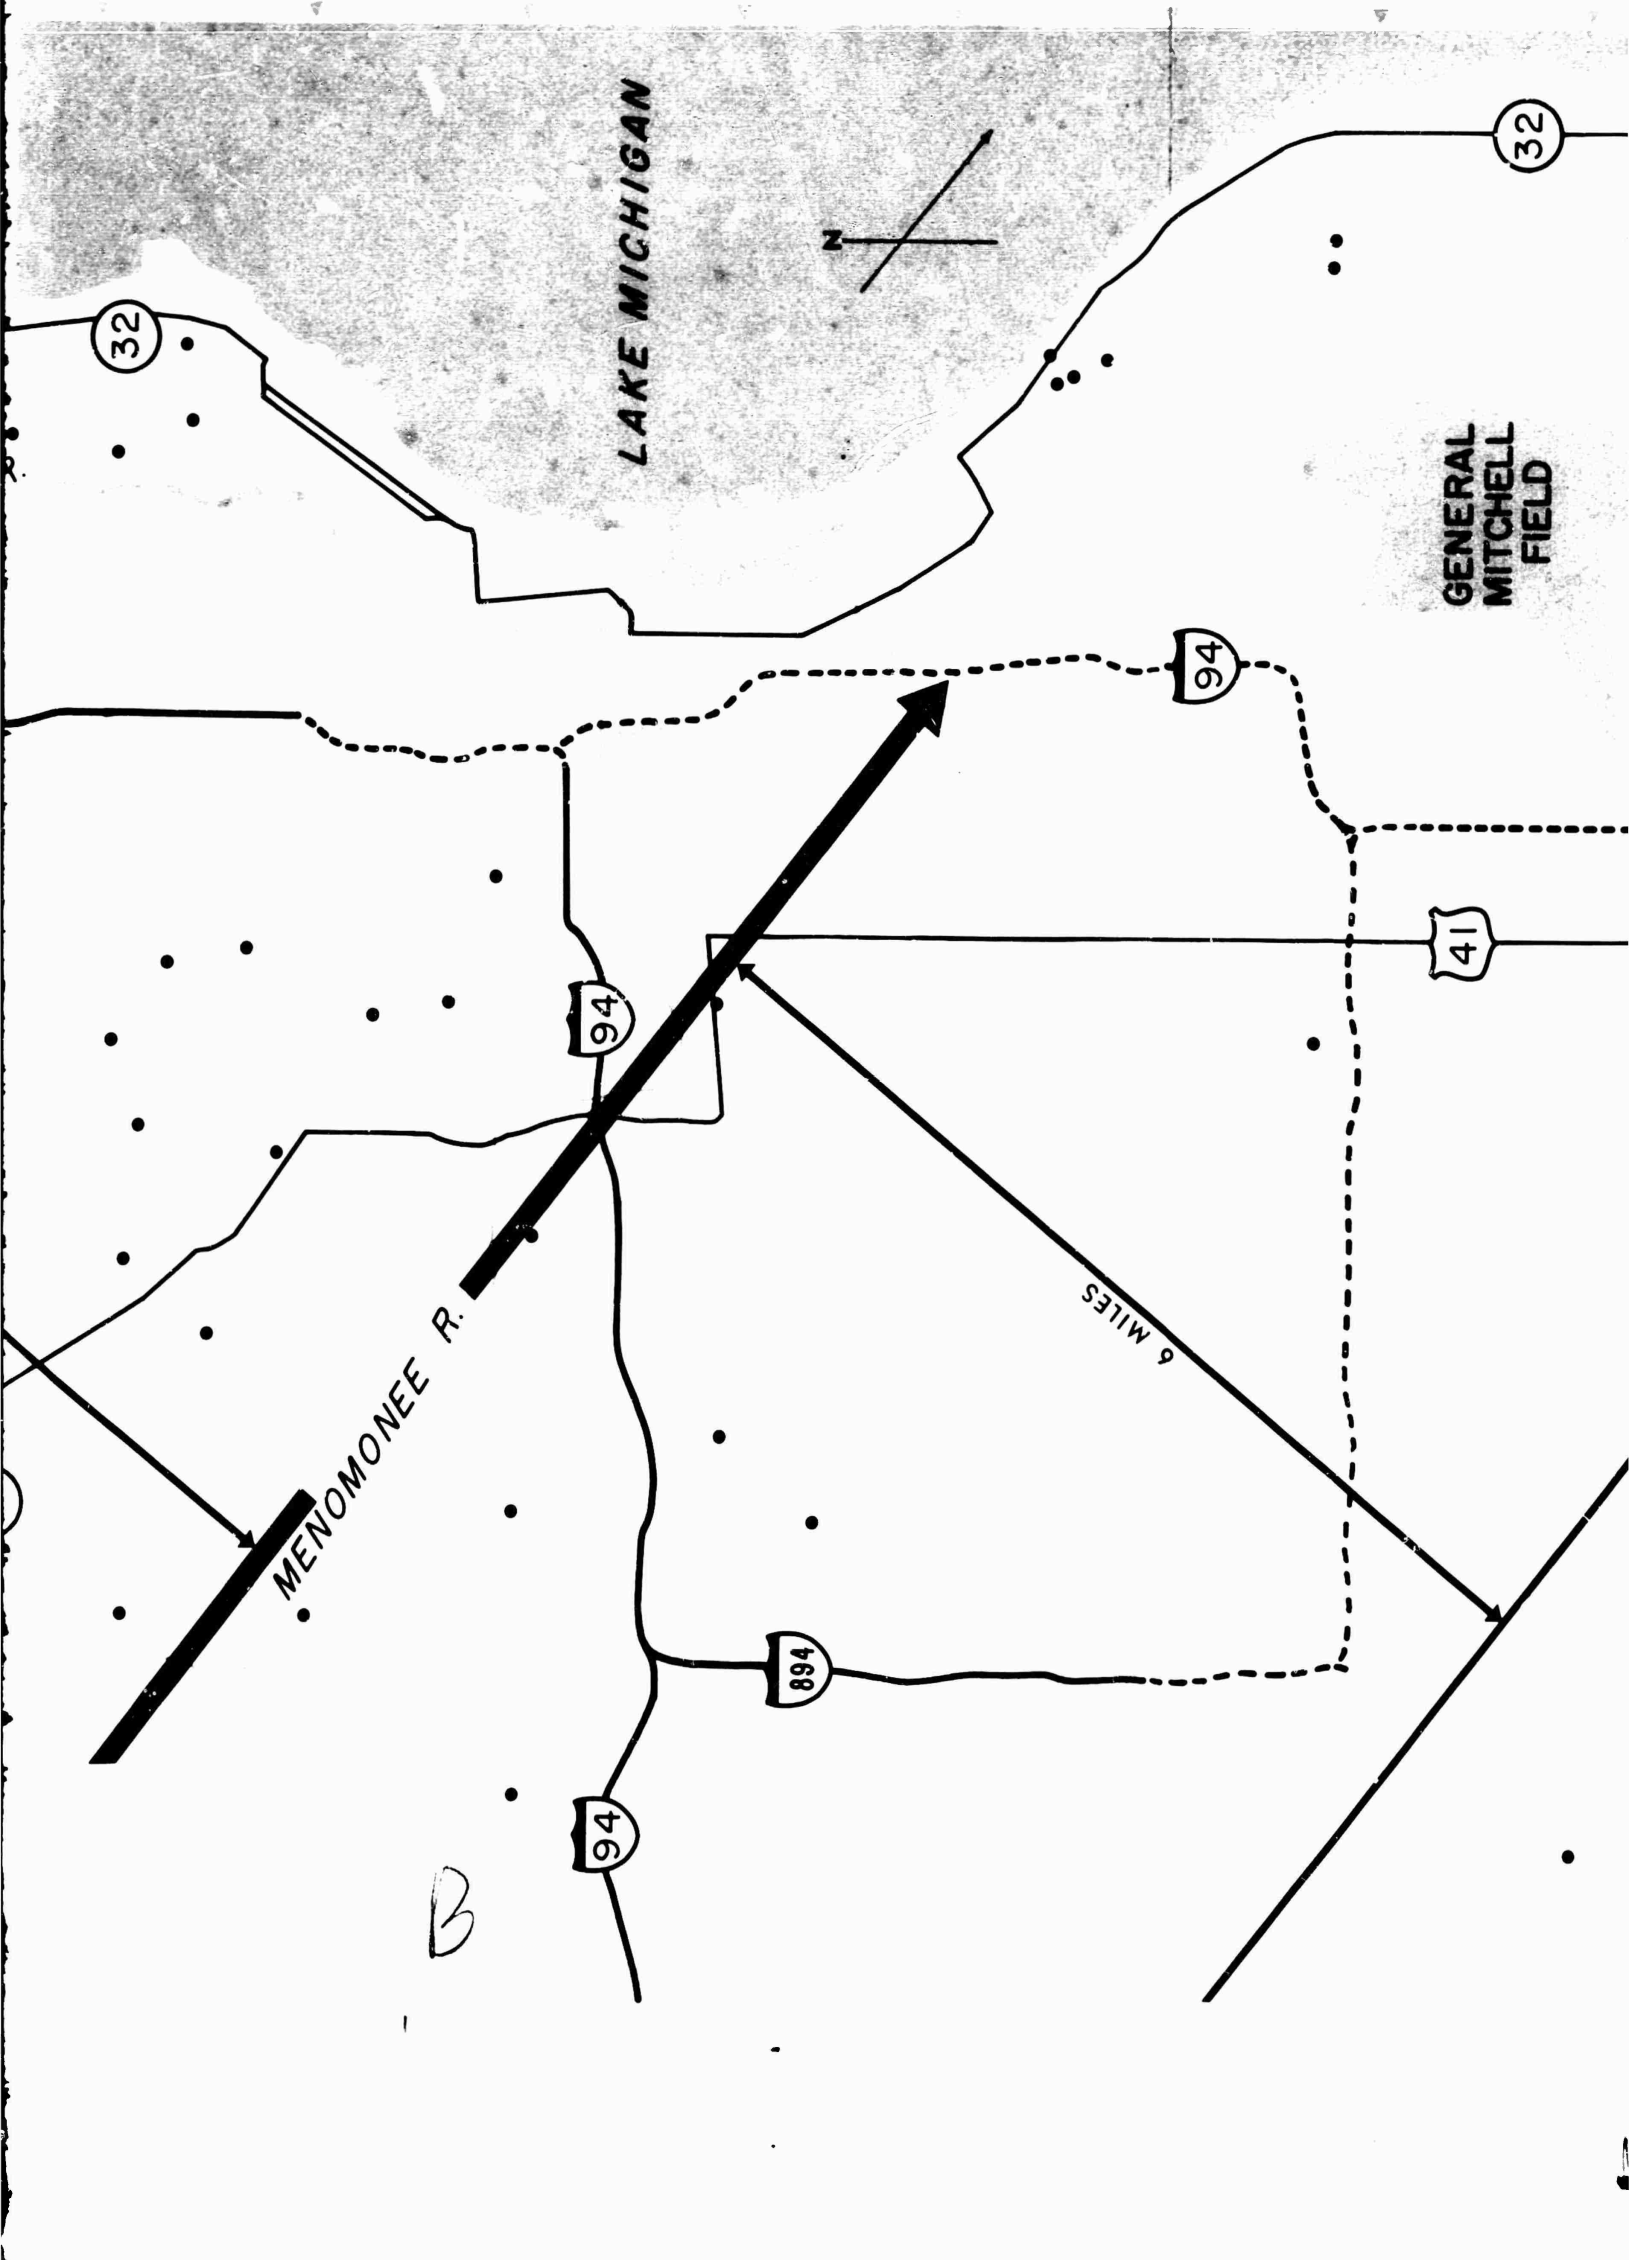 LAKE MICHIGAN
N
32
32
GENERAL
MITCHELL
FIELD
94
41
94
6 MILES
MENOMONEE R.
894
94
B